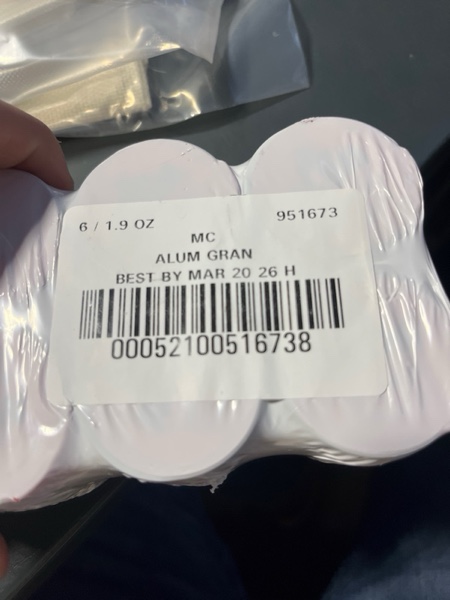 6 / 1.9 OZ 951673
MC
ALUM GRAN
BEST BY MAR 20 26 H
00052100516738